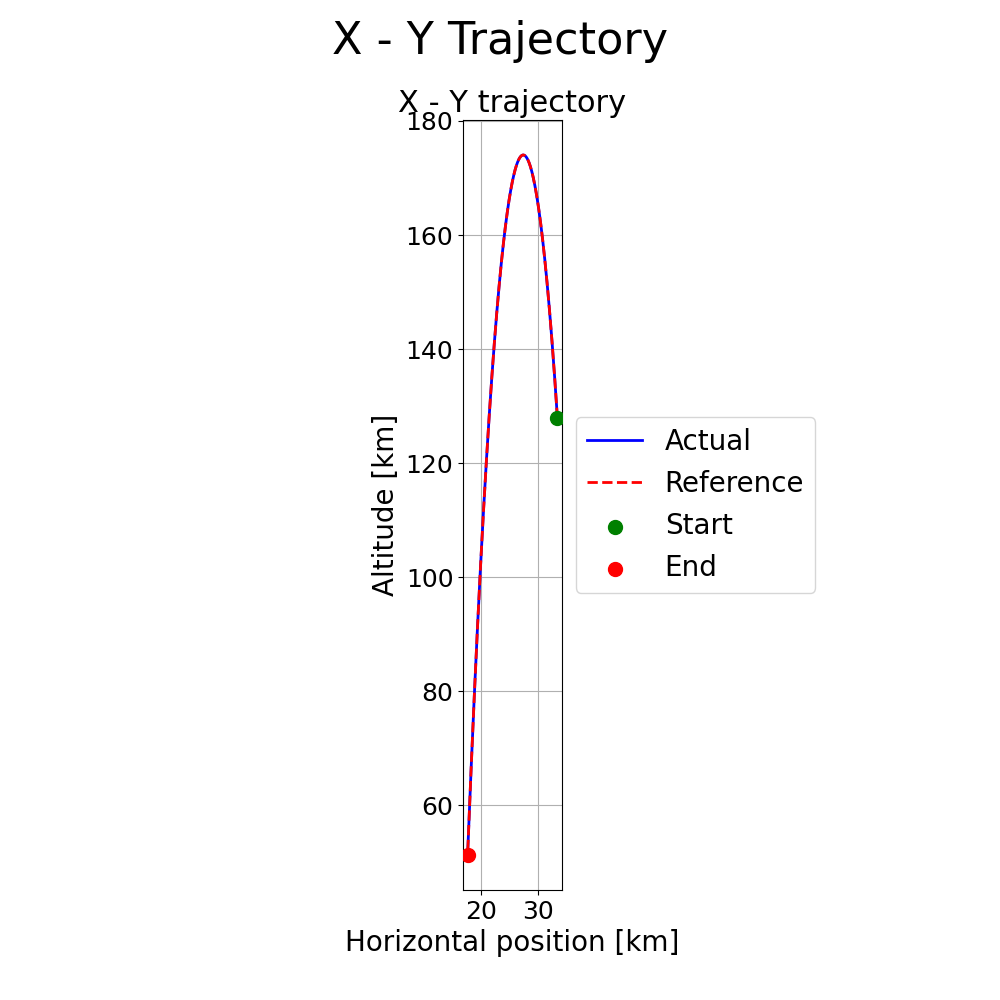 X - Y Trajectory
X - Y trajectory
180
160
140
120
100
80
60
Altitude [km]
20 30
Horizontal position [km]
Actual
Reference
Start
End